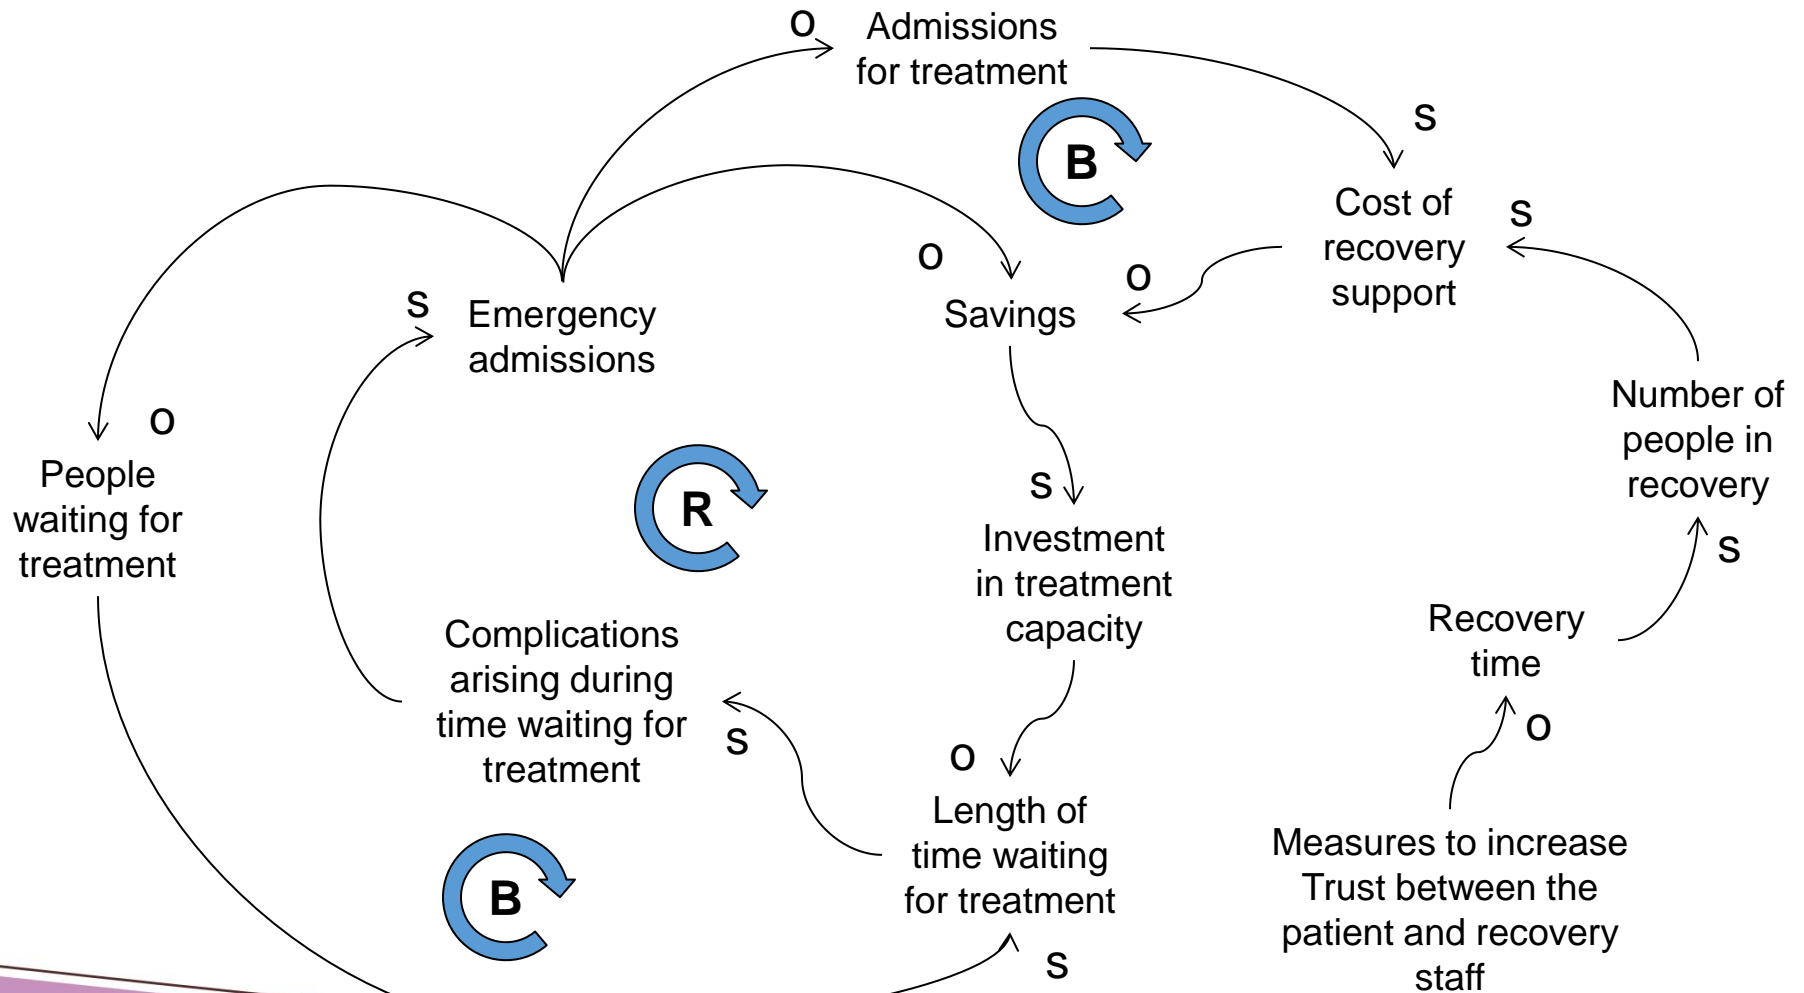 o
Admissions
for treatment
s
B
Cost of
recovery
support
s
o
o
Savings
s
Emergency
admissions
Number of
people in
recovery
o
People
waiting for
treatment
R
s
Investment
in treatment
capacity
s
Recovery
time
Complications
arising during
time waiting for
treatment
s
o
o
Length of
time waiting
for treatment
Measures to increase
Trust between the
patient and recovery
staff
B
s